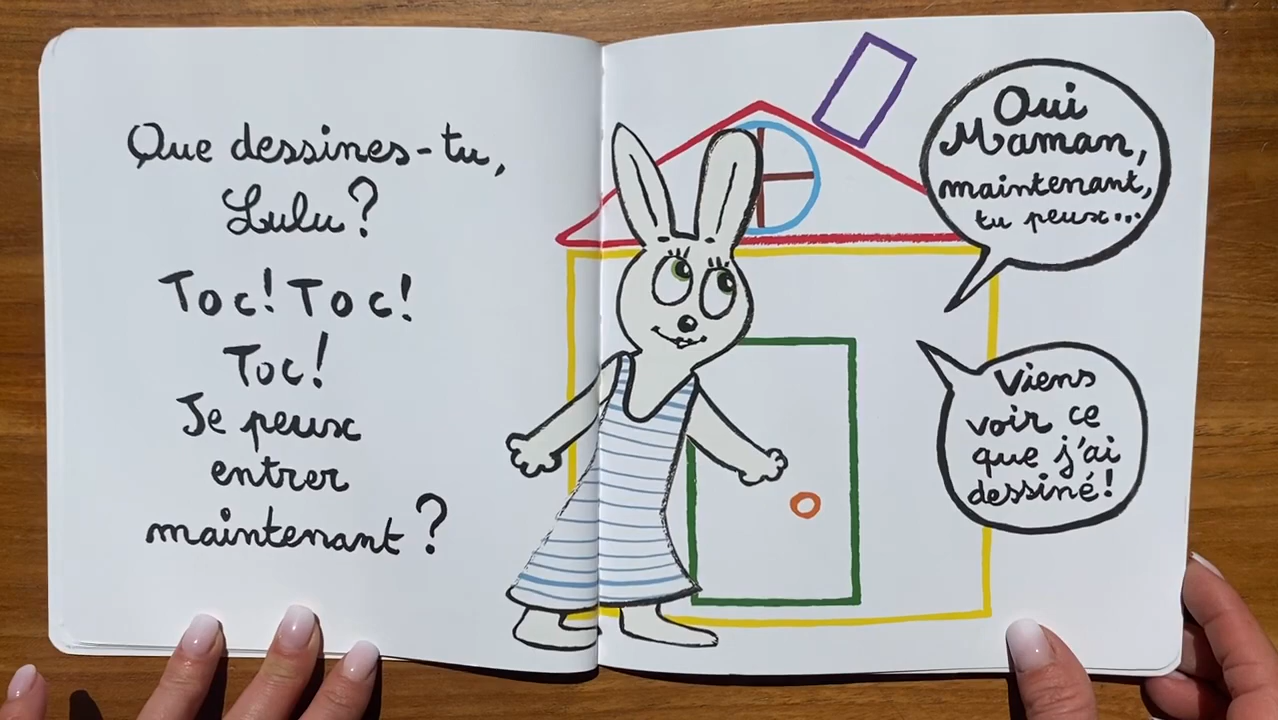 Que dessines-tu,
Lulu?
Toc! Toc!
Toc!
Je peux
entrer
maintenant?
Oui
Maman,
maintenant,
tu peux...
Viens
voir ce
que j'ai
dessiné!